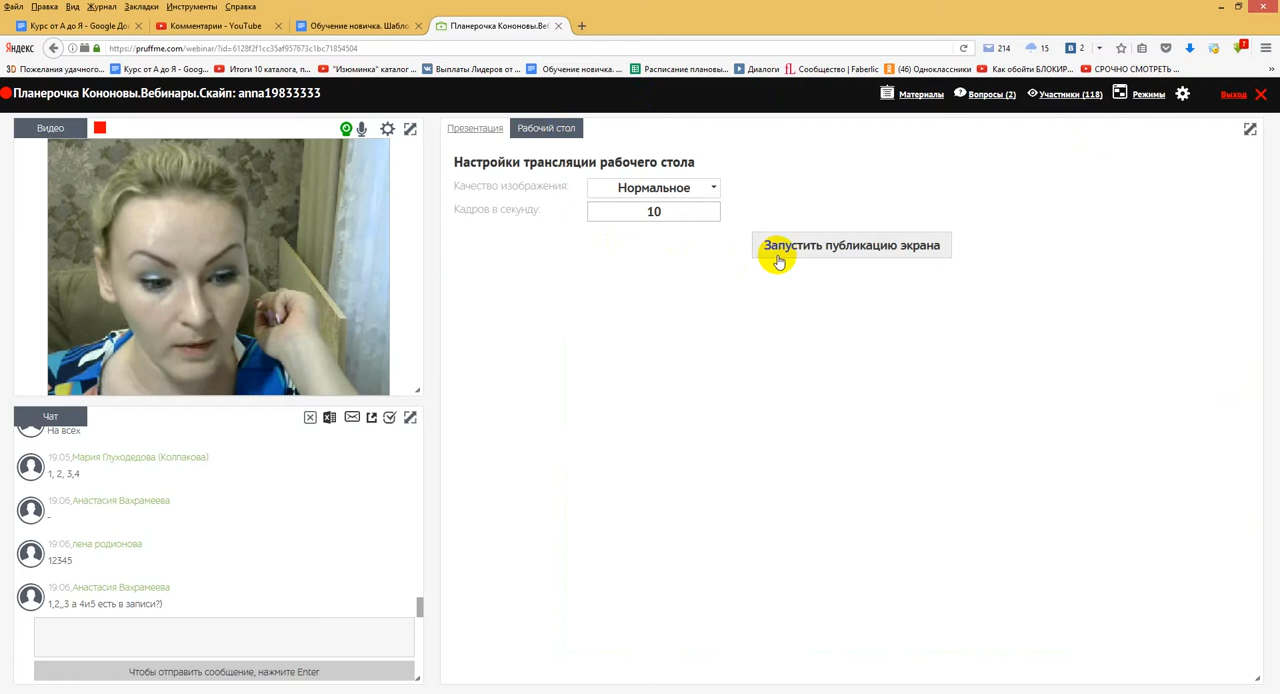 Файл Правка Вид Журнал Закладки Инструменты Справка
Курс от А до Я - Google До
Комментарии - YouTube
Обучение новичка. Шабло
Планерочка Кононовы.Веб
Яндекс
https://pruffme.com/webinar/?id=6128f2f1cc35af957673c1bc71854504
214
15
2
7
Пожелания удачного...
Курс от А до Я - Goog...
Итоги 10 каталога, п...
"Изюминка" каталог ...
Выплаты Лидеров от ...
Обучение новичка. ...
Расписание плановы...
Диалоги
Сообщество | Faberlic
(46) Одноклассники
Как обойти БЛОКИР...
СРОЧНО СМОТРЕТЬ ...
Планерочка Кононовы.Вебинары.Скайп: anna19833333
Материалы
Вопросы (2)
Участники (118)
Режимы
Выход
Видео
Презентация
Рабочий стол
Настройки трансляции рабочего стола
Качество изображения:
Нормальное
Кадров в секунду:
10
Запустить публикацию экрана
Чат
На всех
19:05,Мария Глуходедова (Колпакова)
1, 2, 3,4
19:06,Анастасия Вахрамеева
-
19:06,лена родионова
12345
19:06,Анастасия Вахрамеева
1,2,,3 а 4и5 есть в записи?)
Чтобы отправить сообщение, нажмите Enter